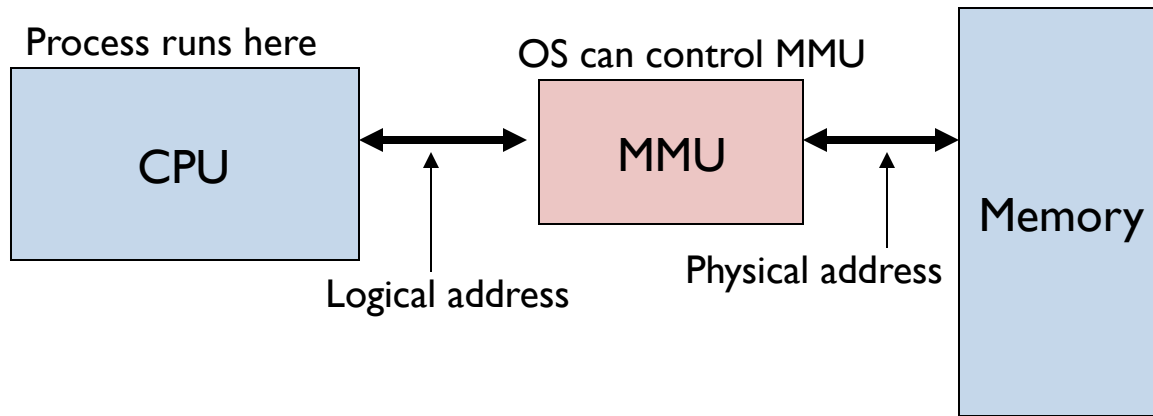 Process runs here
OS can control MMU
CPU
MMU
Memory
Logical address
Physical address